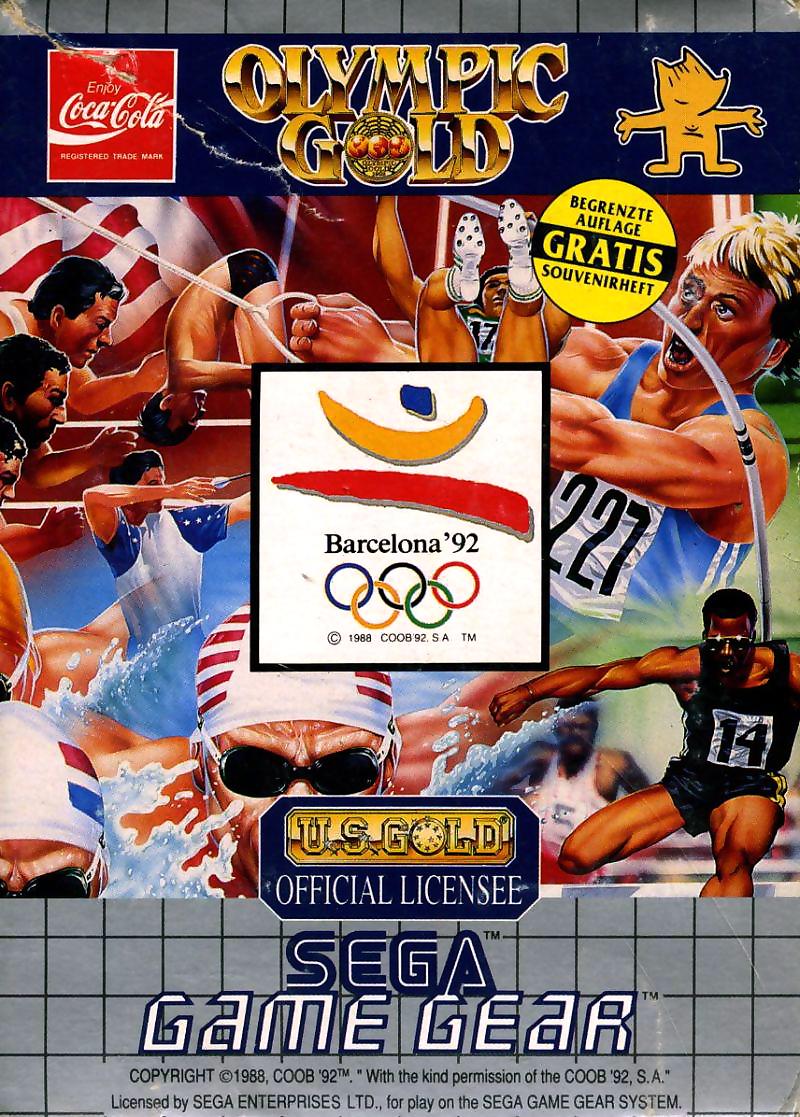 Enjoy
Coca-Cola
REGISTERED TRADE MARK
OLYMPIC
GOLD
BEGRENZTE
AUFLAGE
GRATIS
SOUVENIRHEFT
17
227
Barcelona '92
© 1988 COOB'92, S.A. TM
14
U.S. GOLD®
OFFICIAL LICENSEE
SEGA™
GAME GEAR™
COPYRIGHT ©1988, COOB '92™. " With the kind permission of the COOB '92, S.A."
Licensed by SEGA ENTERPRISES LTD., for play on the SEGA GAME GEAR SYSTEM.